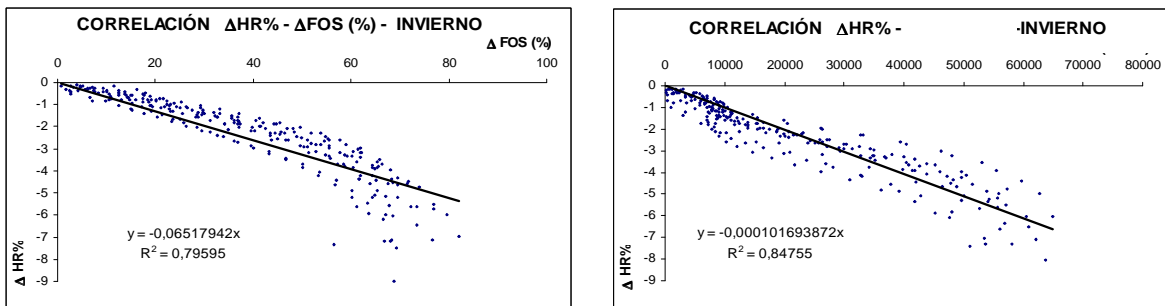 CORRELACIÓN ΔHR% - ΔFOS (%) - INVIERNO
Δ FOS (%)
0 20 40 60 80 100
0
-1
-2
-3
-4
-5
-6
-7
-8
-9
Δ HR%
y = -0,06517942x
R² = 0,79595
CORRELACIÓN ΔHR% - -INVIERNO
0 10000 20000 30000 40000 50000 60000 70000 80000
0
-1
-2
-3
-4
-5
-6
-7
-8
-9
Δ HR%
y = -0,000101693872x
R² = 0,84755